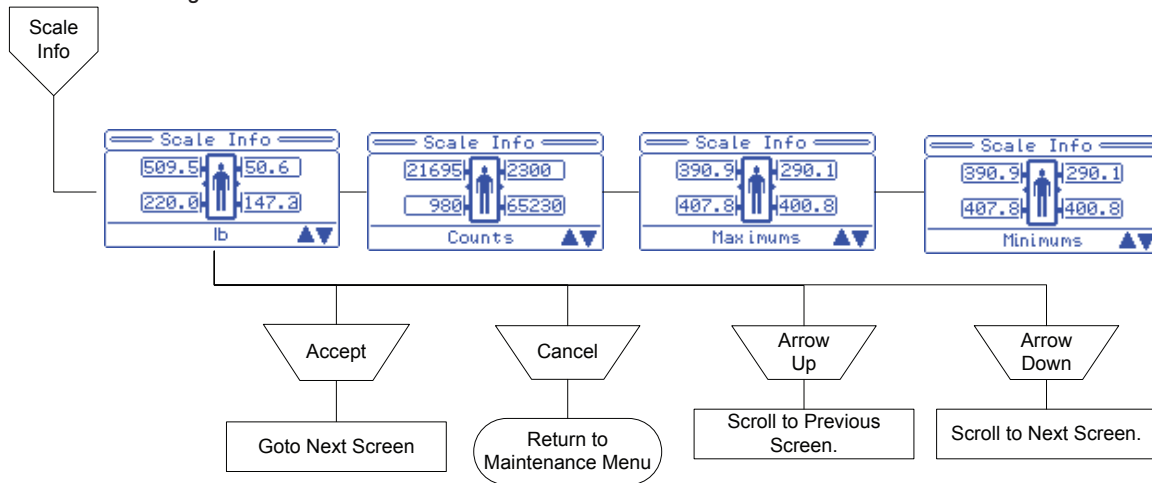 Scale
Info
Scale Info
509.5 50.6
220.0 147.2
lb
Scale Info
21695 2300
980 65230
Counts
Scale Info
390.9 290.1
407.8 400.8
Maximums
Scale Info
390.9 290.1
407.8 400.8
Minimums
Accept
Cancel
Arrow
Up
Arrow
Down
Goto Next Screen
Return to
Maintenance Menu
Scroll to Previous
Screen.
Scroll to Next Screen.